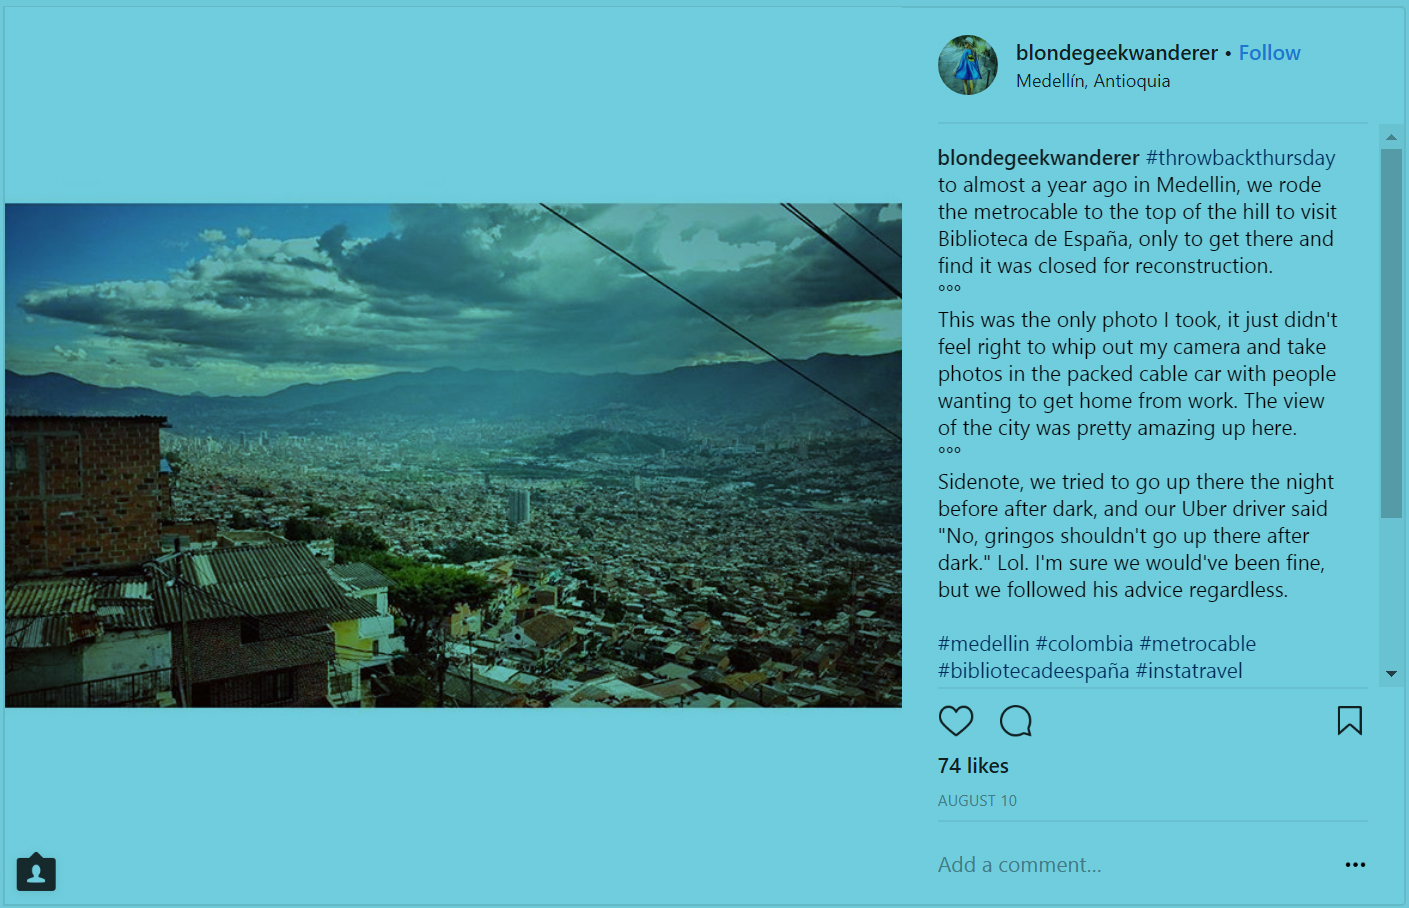 blondegeekwanderer • Follow
Medellín, Antioquia
blondegeekwanderer #throwbackthursday
to almost a year ago in Medellin, we rode
the metrocable to the top of the hill to visit
Biblioteca de España, only to get there and
find it was closed for reconstruction.
°°°
This was the only photo I took, it just didn't
feel right to whip out my camera and take
photos in the packed cable car with people
wanting to get home from work. The view
of the city was pretty amazing up here.
°°°
Sidenote, we tried to go up there the night
before after dark, and our Uber driver said
"No, gringos shouldn't go up there after
dark." Lol. I'm sure we would've been fine,
but we followed his advice regardless.
#medellin #colombia #metrocable
#bibliotecadeespaña #instatravel
74 likes
AUGUST 10
Add a comment...